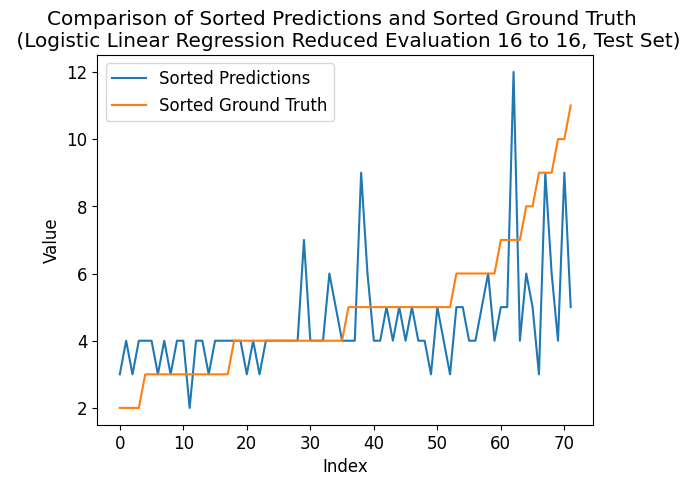 Comparison of Sorted Predictions and Sorted Ground Truth
(Logistic Linear Regression Reduced Evaluation 16 to 16, Test Set)
Sorted Predictions
Sorted Ground Truth
12
10
8
6
4
2
Value
0 10 20 30 40 50 60 70
Index